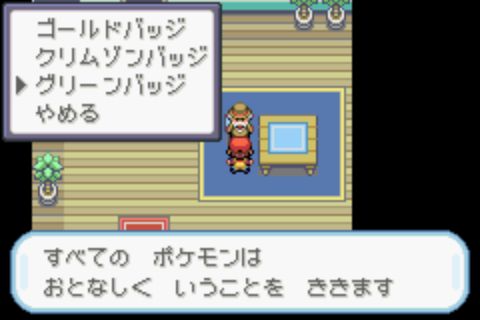 ゴールドバッジ
クリムゾンバッジ
▶グリーンバッジ
やめる
すべての ポケモンは
おとなしく いうことを ききます